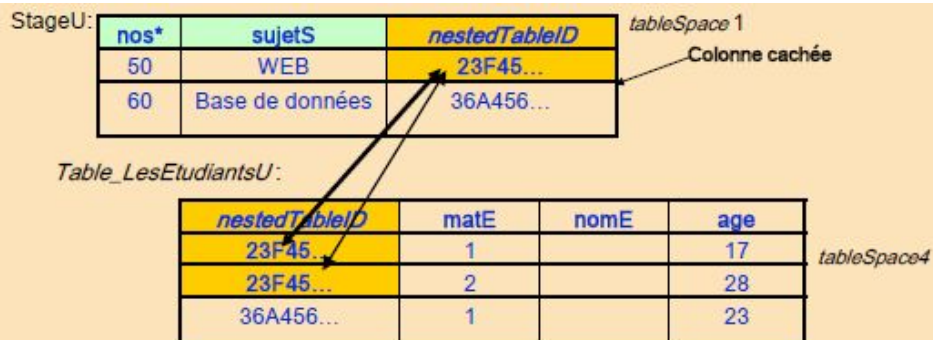 StageU:
nos* sujetS nestedTableID tableSpace 1
50 WEB 23F45... Colonne cachée
60 Base de données 36A456...
Table_LesEtudiantsU:
nestedTableID matE nomE age
23F45... 1 17 tableSpace4
23F45... 2 28
36A456... 1 23